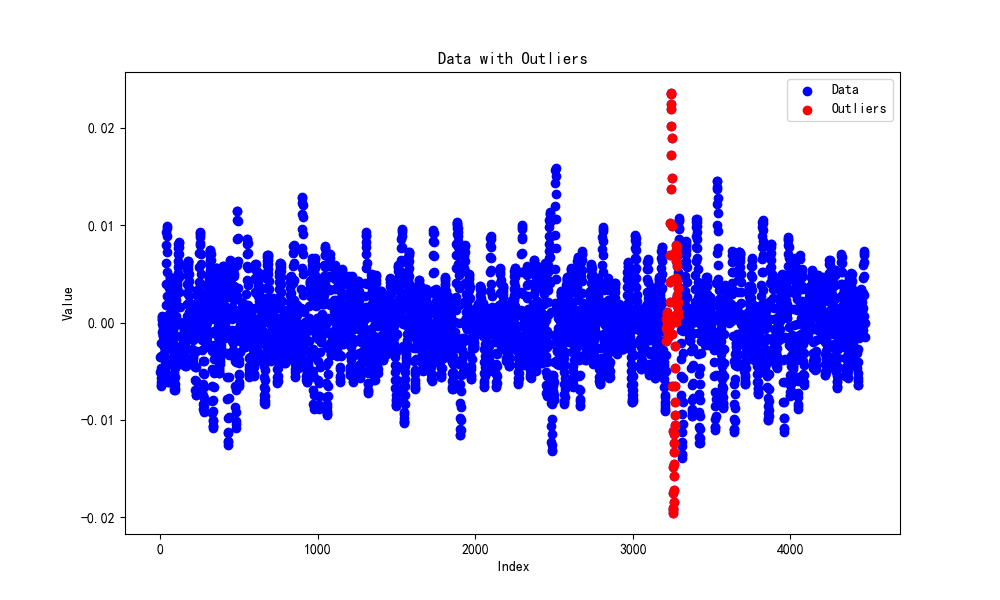 Data with Outliers
Data
Outliers
0.02
0.01
0.00
-0.01
-0.02
Value
0 1000 2000 3000 4000
Index